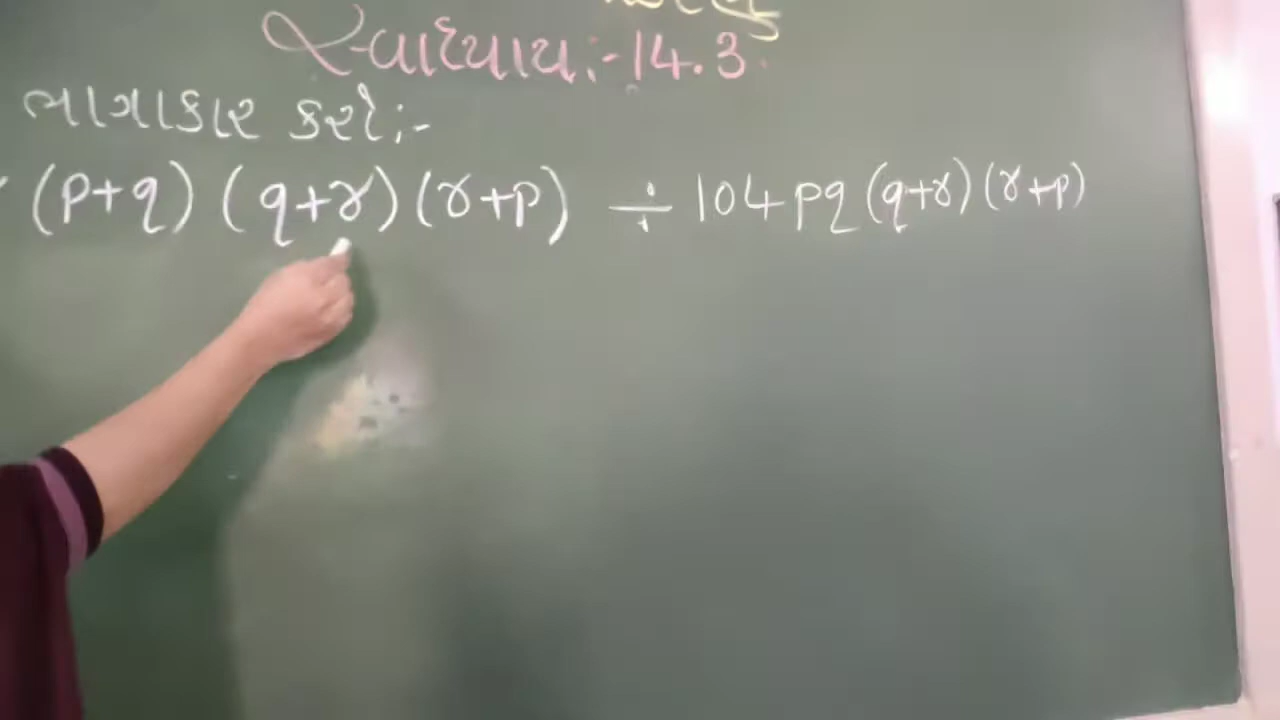 સ્વાધ્યાય:-14.3
ભાગાકાર કરો:-
(p+q) (q+r) (r+p) ÷ 104 pq (q+r) (r+p)